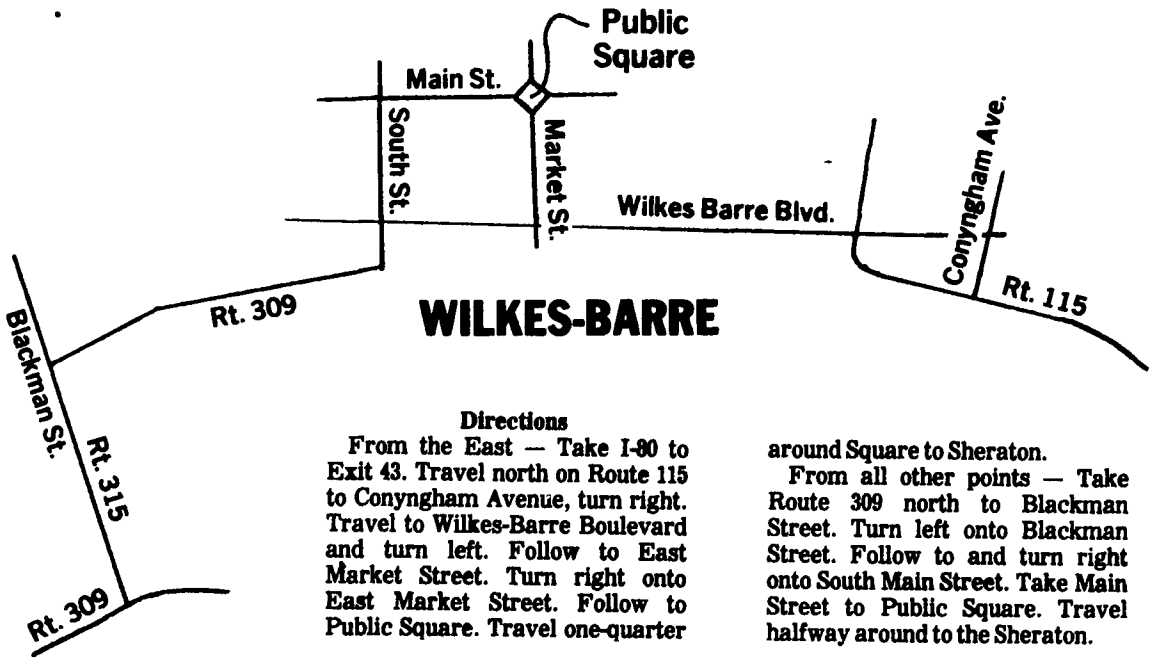 Public
Square
Main St.
South St.
Market St.
Conyngham Ave.
Wilkes Barre Blvd.
Rt. 309
WILKES-BARRE
Rt. 115
Blackman St.
Rt. 315
Rt. 309
Directions
From the East — Take I-80 to
Exit 43. Travel north on Route 115
to Conyngham Avenue, turn right.
Travel to Wilkes-Barre Boulevard
and turn left. Follow to East
Market Street. Turn right onto
East Market Street. Follow to
Public Square. Travel one-quarter
around Square to Sheraton.
From all other points — Take
Route 309 north to Blackman
Street. Turn left onto Blackman
Street. Follow to and turn right
onto South Main Street. Take Main
Street to Public Square. Travel
halfway around to the Sheraton.